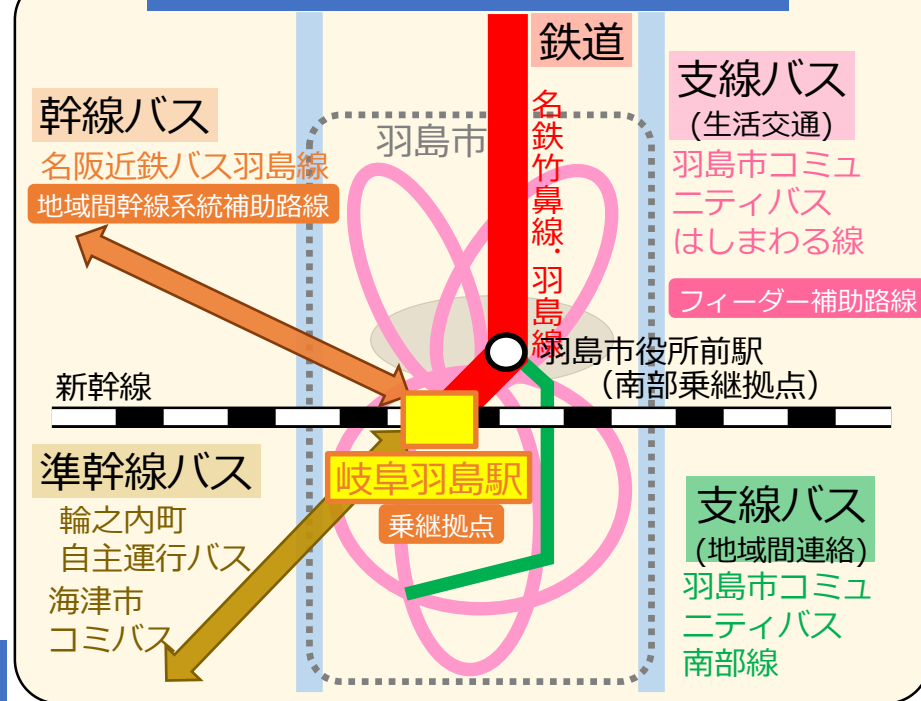 鉄道
名鉄竹鼻線・羽島線
幹線バス
名阪近鉄バス羽島線
地域間幹線系統補助路線
羽島市
支線バス
(生活交通)
羽島市コミュ
ニティバス
はしまわる線
フィーダー補助路線
羽島市役所前駅
（南部乗継拠点）
新幹線
岐阜羽島駅
乗継拠点
準幹線バス
輪之内町
自主運行バス
海津市
コミバス
支線バス
(地域間連絡)
羽島市コミュ
ニティバス
南部線